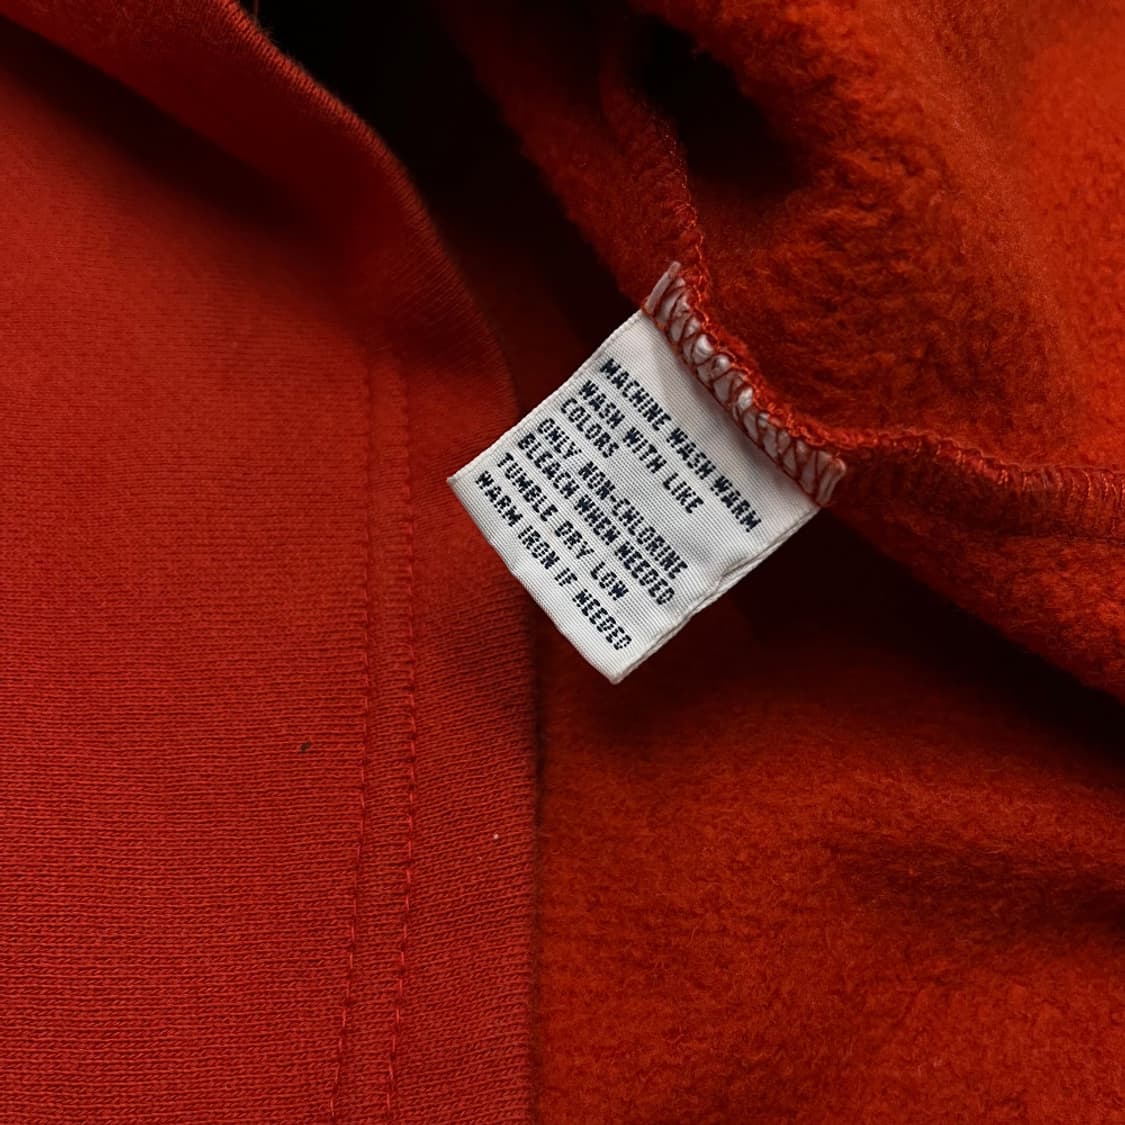 MACHINE WASH WARM
WASH WITH LIKE
COLORS
ONLY NON-CHLORINE
BLEACH WHEN NEEDED
TUMBLE DRY LOW
WARM IRON IF NEEDED